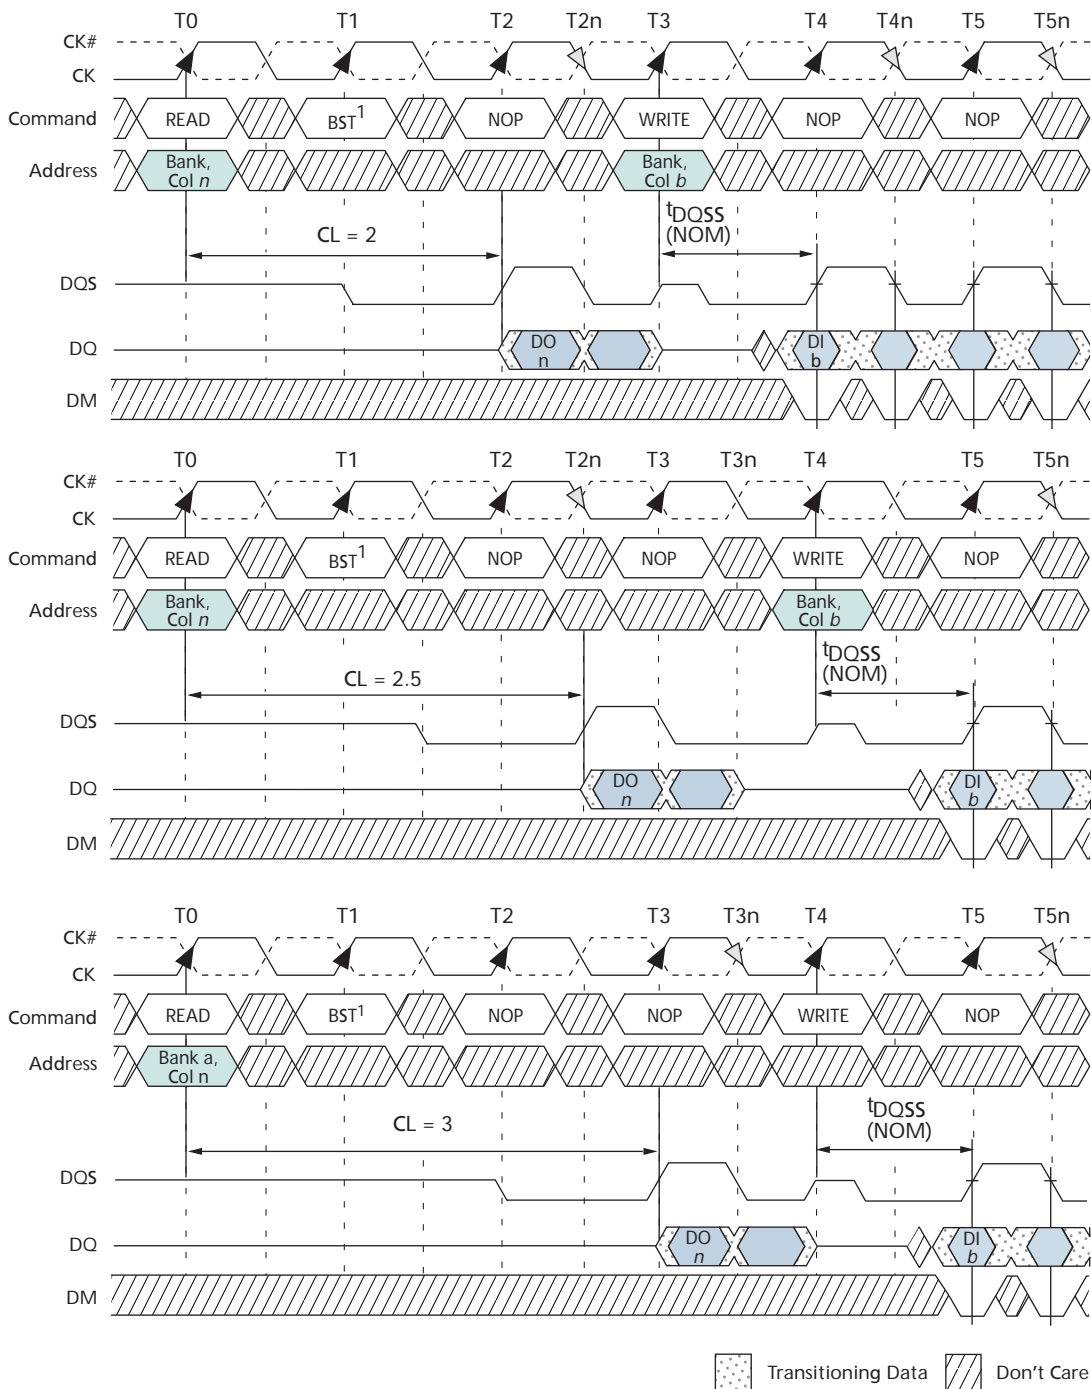 T0 T1 T2 T2n T3 T4 T4n T5 T5n
CK#
CK
Command READ BST1 NOP WRITE NOP NOP
Address Bank, Col n Bank, Col b
CL = 2
tDQSS (NOM)
DQS
DQ DO n DI b
DM
T0 T1 T2 T2n T3 T3n T4 T5 T5n
CK#
CK
Command READ BST1 NOP NOP WRITE NOP
Address Bank, Col n Bank, Col b
CL = 2.5
tDQSS (NOM)
DQS
DQ DO n DI b
DM
T0 T1 T2 T3 T3n T4 T5 T5n
CK#
CK
Command READ BST1 NOP NOP WRITE NOP
Address Bank a, Col n
CL = 3
tDQSS (NOM)
DQS
DQ DO n DI b
DM
Transitioning Data Don't Care